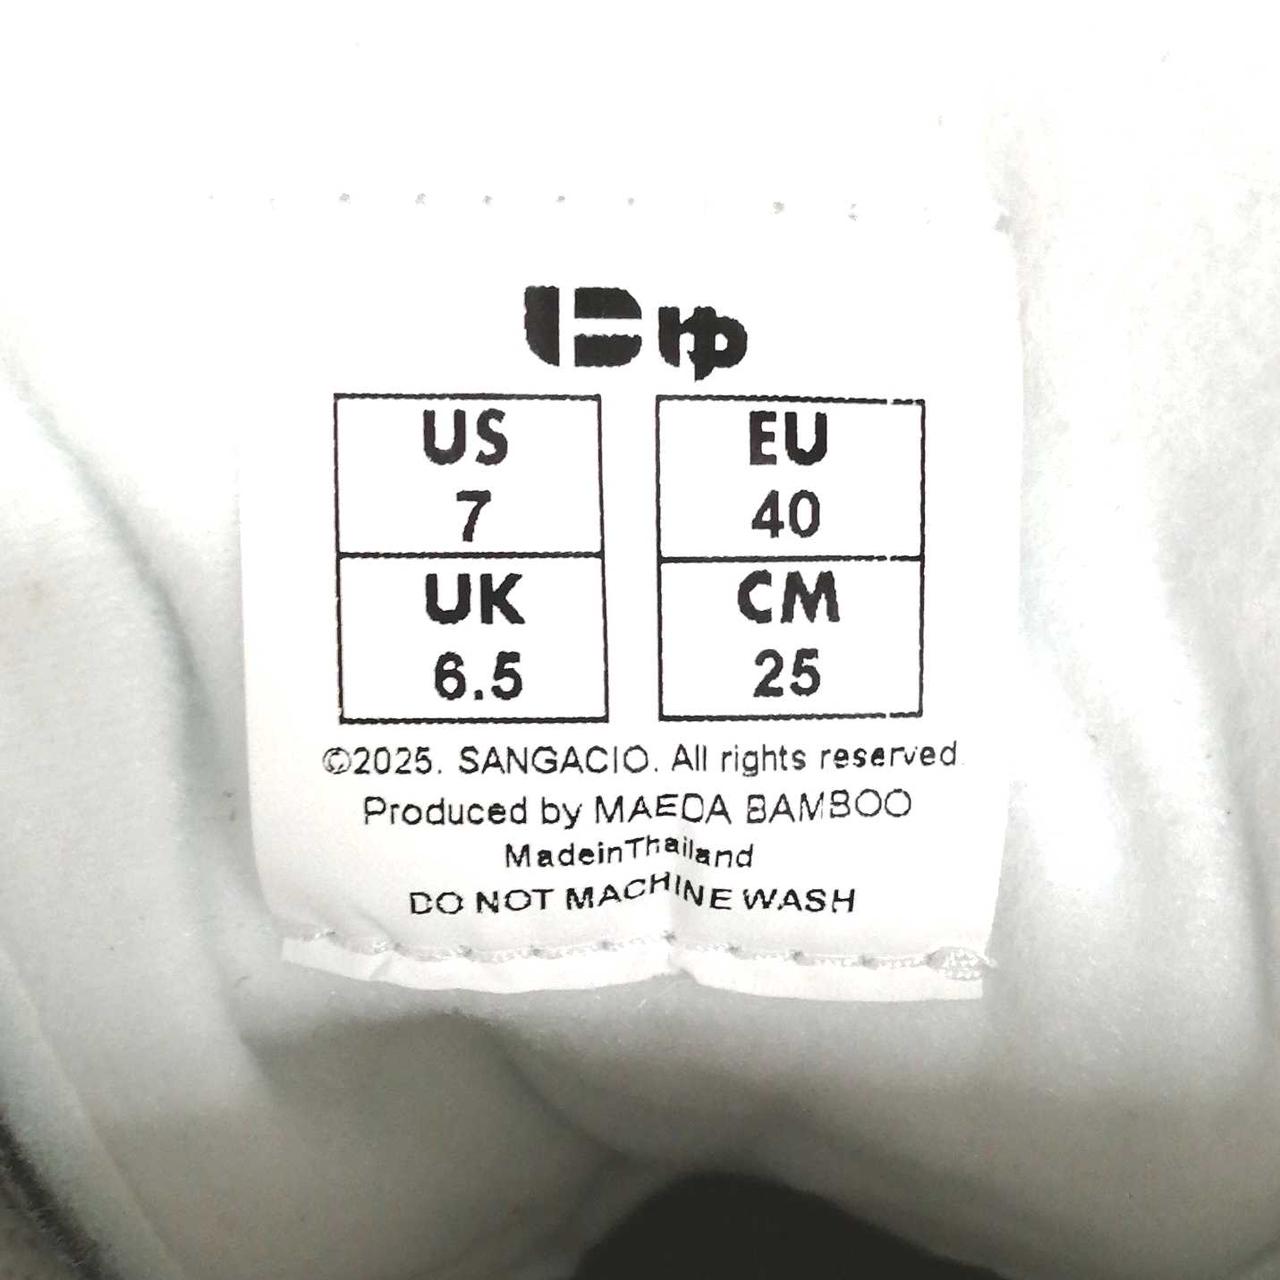 US
7
EU
40
UK
6.5
CM
25
©2025. SANGACIO. All rights reserved.
Produced by MAEDA BAMBOO
MadeinThailand
DO NOT MACHINE WASH